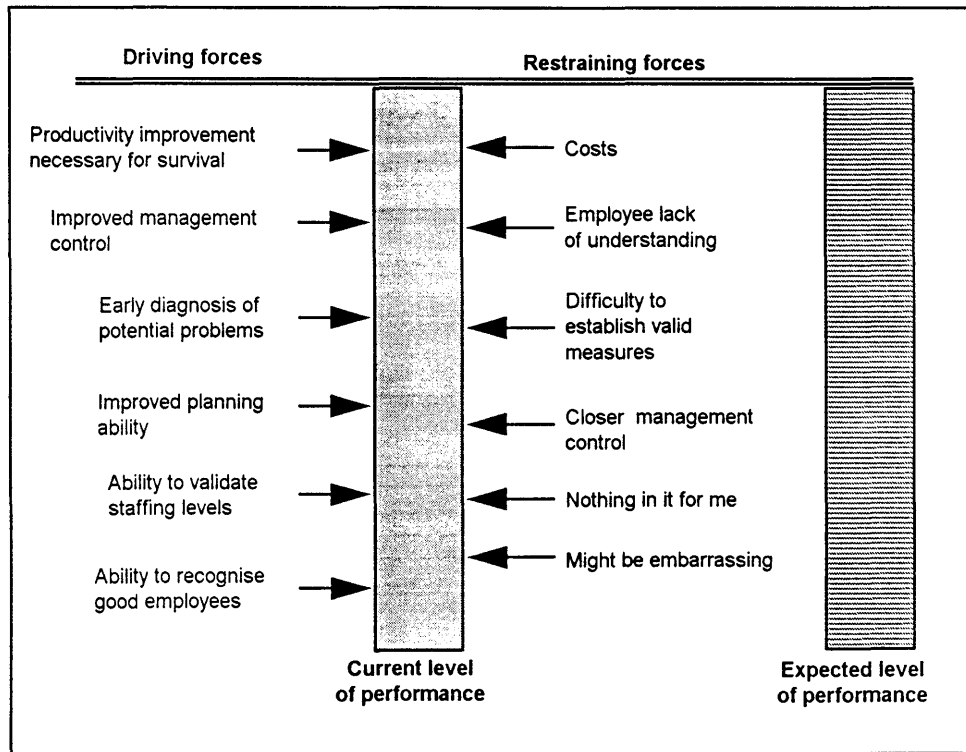 Driving forces
Restraining forces
Productivity improvement
necessary for survival
Costs
Improved management
control
Employee lack
of understanding
Early diagnosis of
potential problems
Difficulty to
establish valid
measures
Improved planning
ability
Closer management
control
Ability to validate
staffing levels
Nothing in it for me
Might be embarrassing
Ability to recognise
good employees
Current level
of performance
Expected level
of performance